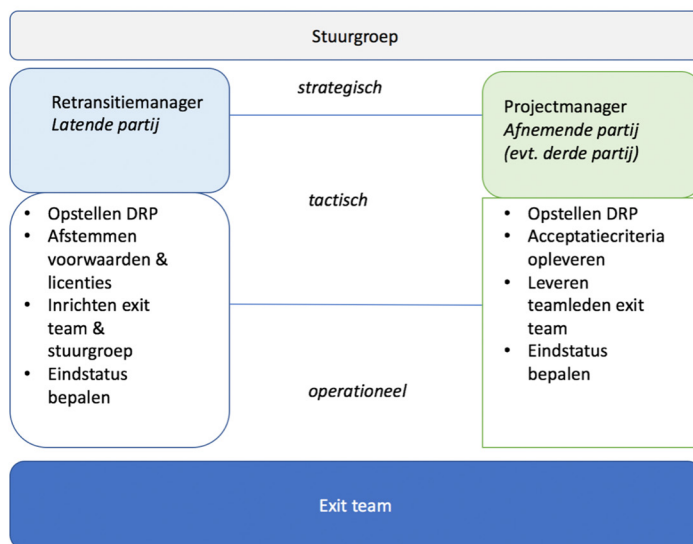 Stuurgroep
strategisch
Retransitiemanager
Latende partij
Projectmanager
Afnemende partij
(evt. derde partij)
tactisch
• Opstellen DRP
• Afstemmen
voorwaarden &
licenties
• Inrichten exit
team &
stuurgroep
• Eindstatus
bepalen
• Opstellen DRP
• Acceptatiecriteria
opleveren
• Leveren
teamleden exit
team
• Eindstatus
bepalen
operationeel
Exit team